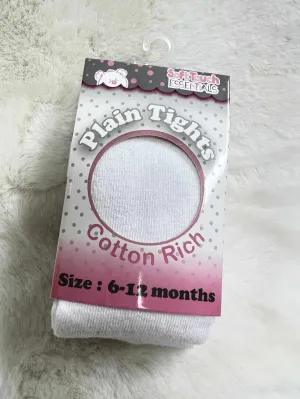 Soft Touch
ESSENTIALS
Plain Tights
Cotton Rich
Size : 6-12 months